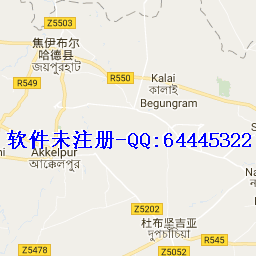 Z5503
焦伊布尔
哈德县
জয়পুরহাট
R550
Kalai
কালাই
R549
Begungram
软件未注册-QQ:64445322
Akkelpur
আক্কেলপুর
Na
Z5202
杜布坚吉亚
দুপচাঁচিয়া
R545
Z5478
Z5052